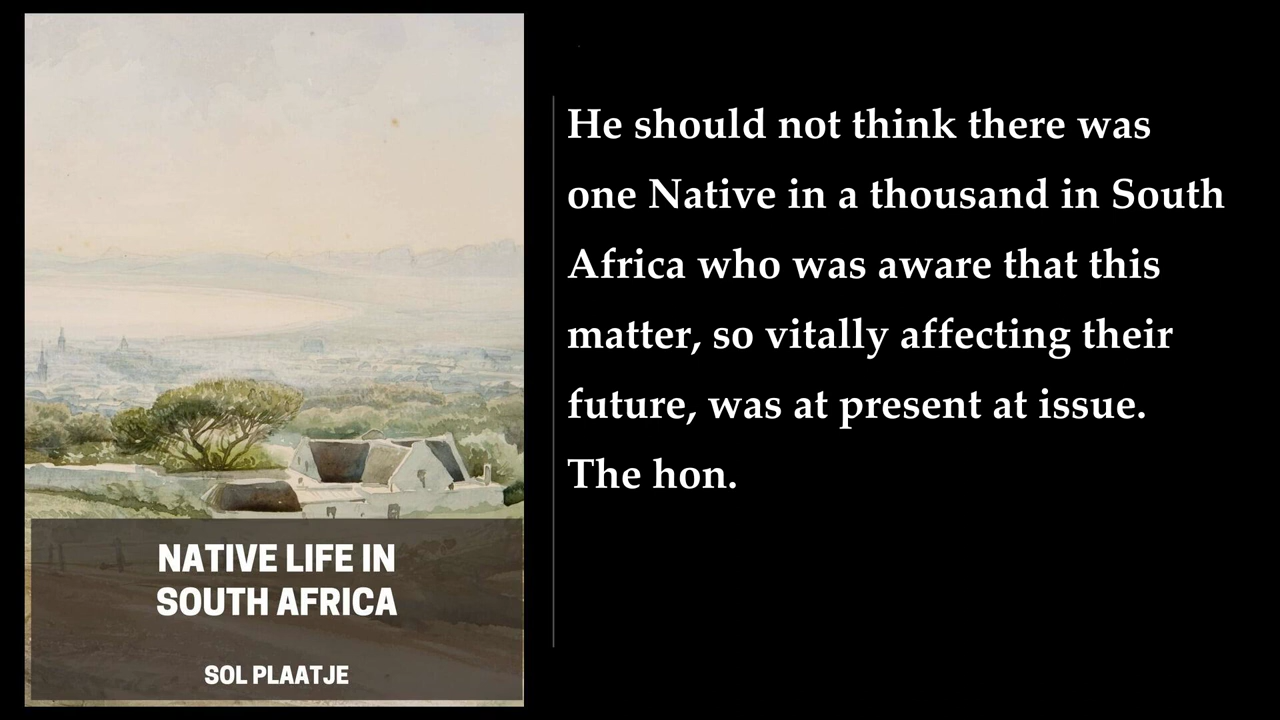 NATIVE LIFE IN
SOUTH AFRICA
SOL PLAATJE
He should not think there was
one Native in a thousand in South
Africa who was aware that this
matter, so vitally affecting their
future, was at present at issue.
The hon.